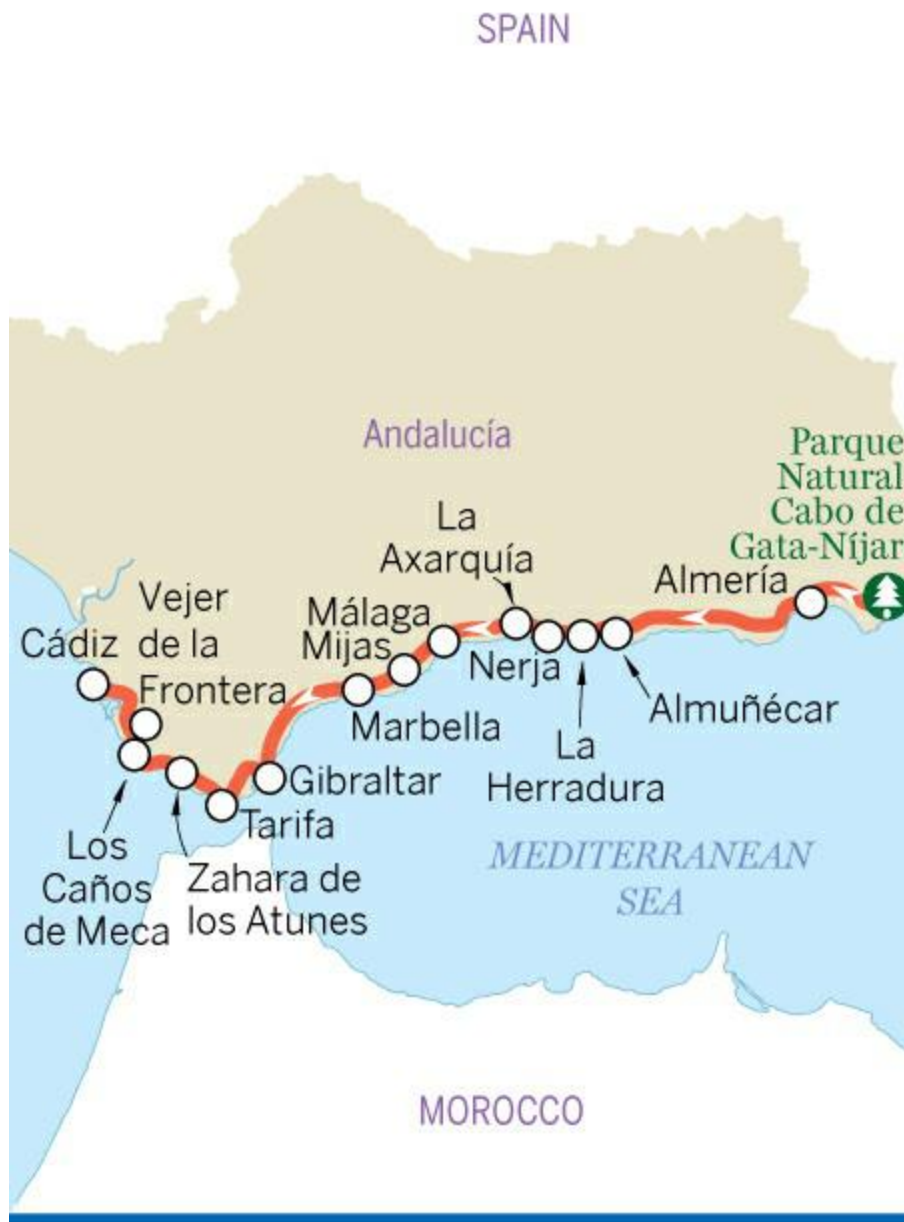 SPAIN
Andalucía
Parque
Natural
Cabo de
Gata-Níjar
La
Axarquía
Almería
Vejer
de la
Frontera
Málaga
Mijas
Cádiz
Nerja
Almuñécar
Marbella
La
Herradura
Gibraltar
Tarifa
Los
Caños
de Meca
Zahara de
los Atunes
MEDITERRANEAN
SEA
MOROCCO